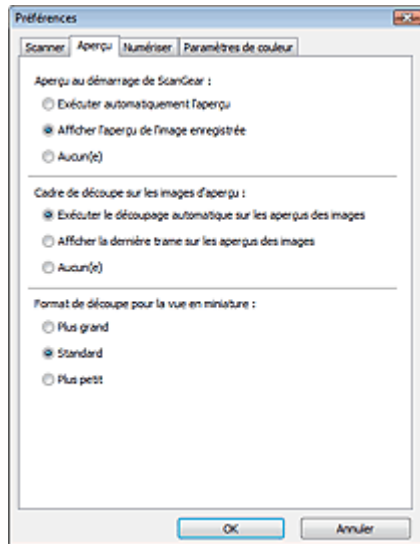 Préférences
Scanner Aperçu Numériser Paramètres de couleur
Aperçu au démarrage de ScanGear :
Exécuter automatiquement l'aperçu
Afficher l'aperçu de l'image enregistrée
Aucun(e)
Cadre de découpe sur les images d'aperçu :
Exécuter le découpage automatique sur les aperçus des images
Afficher la dernière trame sur les aperçus des images
Aucun(e)
Format de découpe pour la vue en miniature :
Plus grand
Standard
Plus petit
OK Annuler